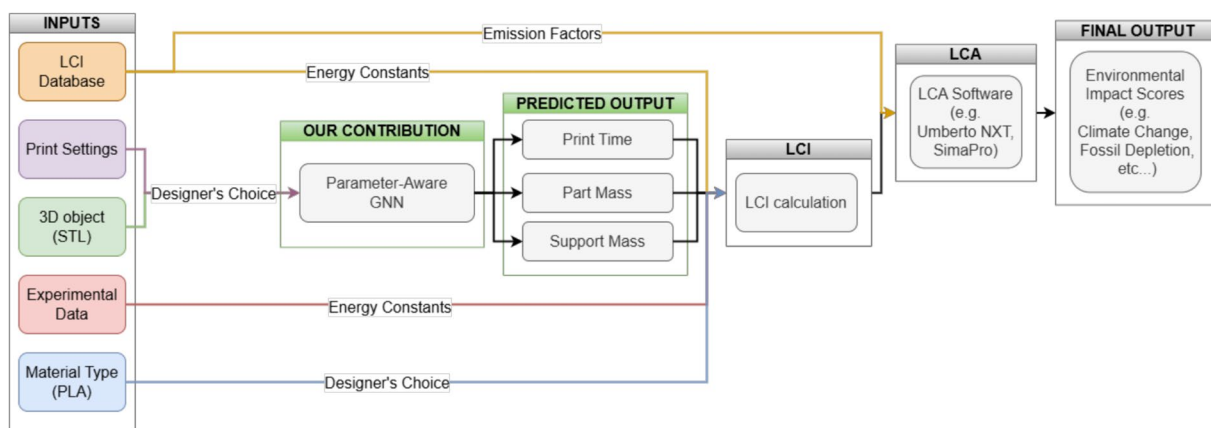 INPUTS
LCI
Database
Print Settings
3D object
(STL)
Experimental
Data
Material Type
(PLA)
Emission Factors
Energy Constants
Designer's Choice
Energy Constants
Designer's Choice
OUR CONTRIBUTION
Parameter-Aware
GNN
PREDICTED OUTPUT
Print Time
Part Mass
Support Mass
LCI
LCI calculation
LCA
LCA Software
(e.g.
Umberto NXT,
SimaPro)
FINAL OUTPUT
Environmental
Impact Scores
(e.g.
Climate Change,
Fossil Depletion,
etc...)